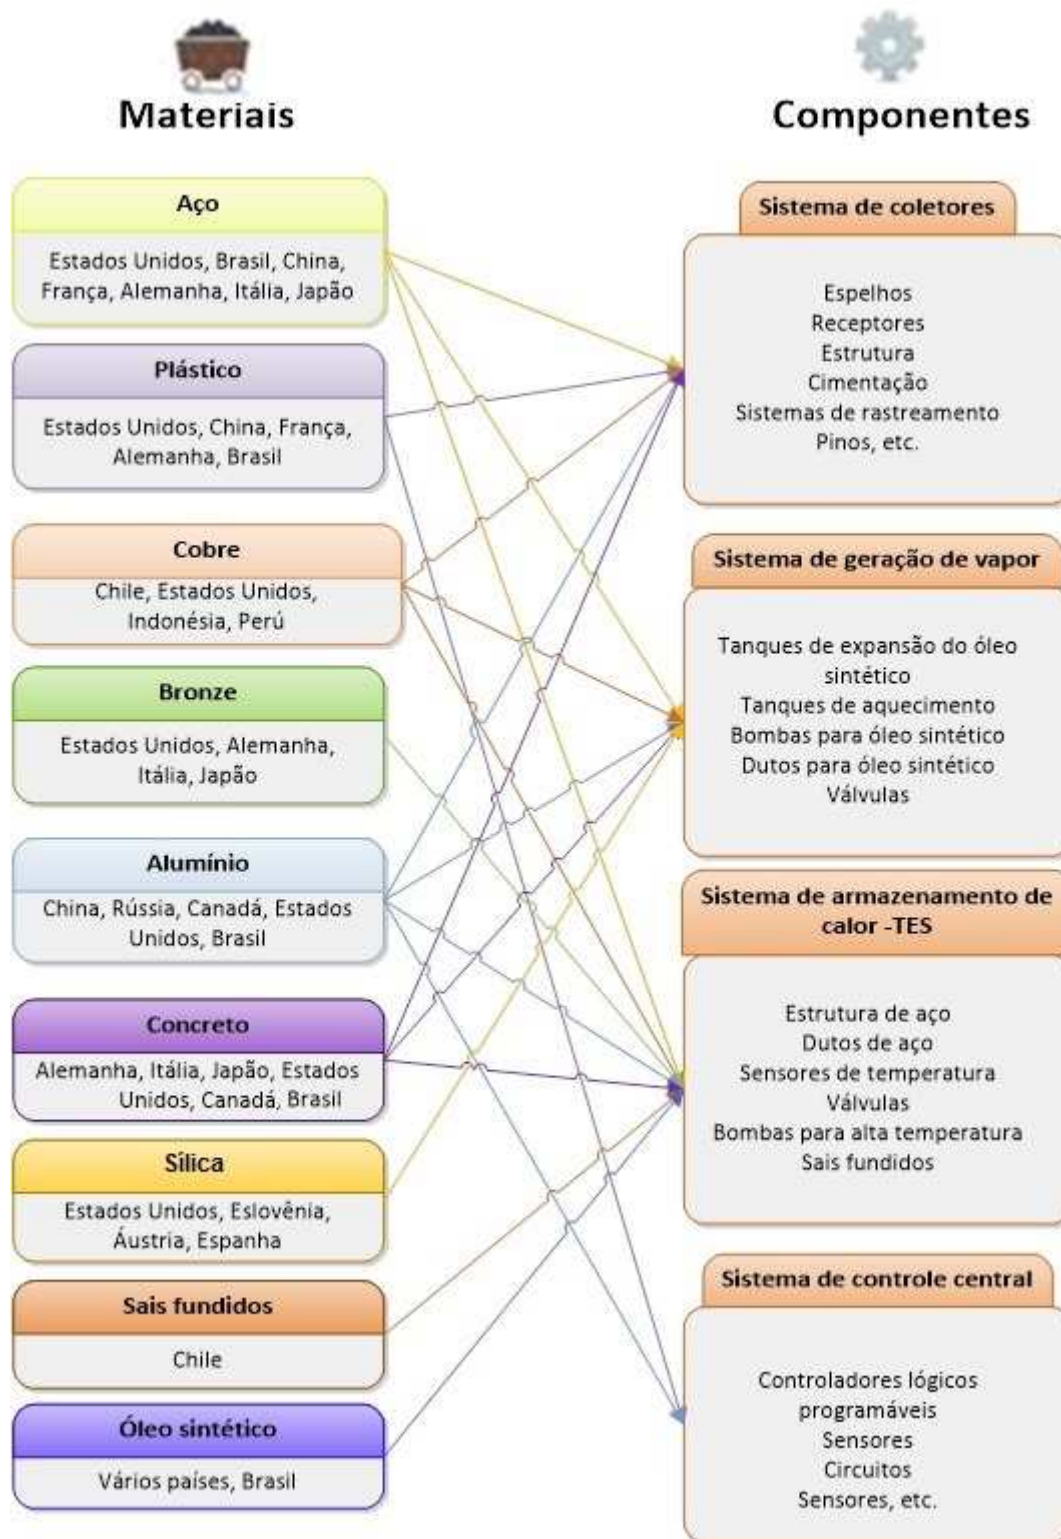 Materiais
Aço
Estados Unidos, Brasil, China,
França, Alemanha, Itália, Japão
Plástico
Estados Unidos, China, França,
Alemanha, Brasil
Cobre
Chile, Estados Unidos,
Indonésia, Perú
Bronze
Estados Unidos, Alemanha,
Itália, Japão
Alumínio
China, Rússia, Canadá, Estados
Unidos, Brasil
Concreto
Alemanha, Itália, Japão, Estados
Unidos, Canadá, Brasil
Sílica
Estados Unidos, Eslovênia,
Áustria, Espanha
Sais fundidos
Chile
Óleo sintético
Vários países, Brasil
Componentes
Sistema de coletores
Espelhos
Receptores
Estrutura
Cimentação
Sistemas de rastreamento
Pinos, etc.
Sistema de geração de vapor
Tanques de expansão do óleo
sintético
Tanques de aquecimento
Bombas para óleo sintético
Dutos para óleo sintético
Válvulas
Sistema de armazenamento de
calor -TES
Estrutura de aço
Dutos de aço
Sensores de temperatura
Válvulas
Bombas para alta temperatura
Sais fundidos
Sistema de controle central
Controladores lógicos
programáveis
Sensores
Circuitos
Sensores, etc.